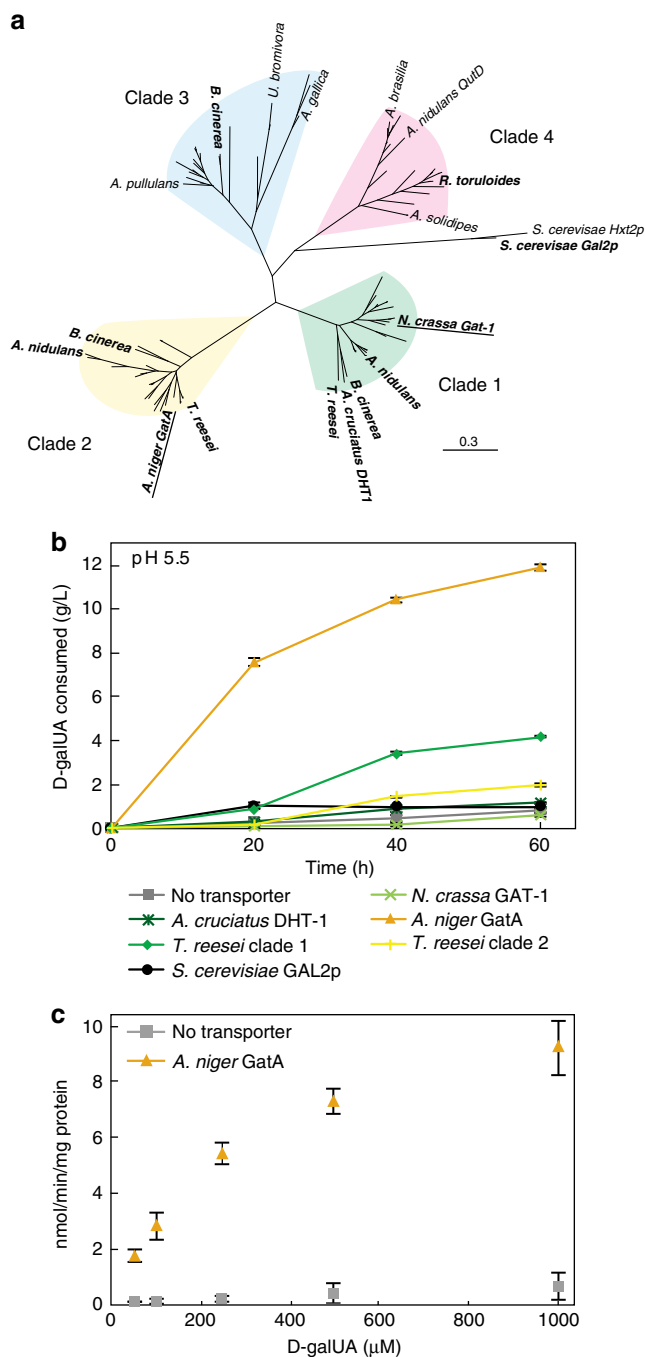 a
Clade 3
B. cinerea
U. bromivora
A. gallica
A. pullulans
A. brasilia
A. nidulans QutD
Clade 4
R. toruloides
A. solidipes
S. cerevisae Hxt2p
S. cerevisae Gal2p
B. cinerea
A. nidulans
Clade 2
A. niger GatA
T. reesei
N. crassa Gat-1
A. nidulans
B. cinerea
A. cruciatus DHT1
T. reesei
Clade 1
0.3
b
pH 5.5
D-galUA consumed (g/L)
12
10
8
6
4
2
0
0 20 40 60
Time (h)
No transporter
N. crassa GAT-1
A. cruciatus DHT-1
A. niger GatA
T. reesei clade 1
T. reesei clade 2
S. cerevisiae GAL2p
c
No transporter
A. niger GatA
nmol/min/mg protein
10
8
6
4
2
0
0 200 400 600 800 1000
D-galUA (μM)